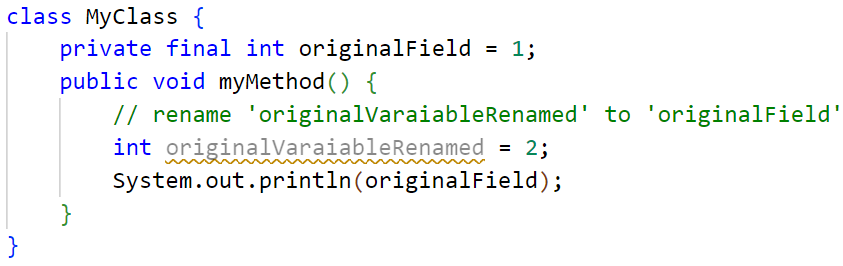 class MyClass {
    private final int originalField = 1;
    public void myMethod() {
        // rename 'originalVaraiableRenamed' to 'originalField'
        int originalVaraiableRenamed = 2;
        System.out.println(originalField);
    }
}